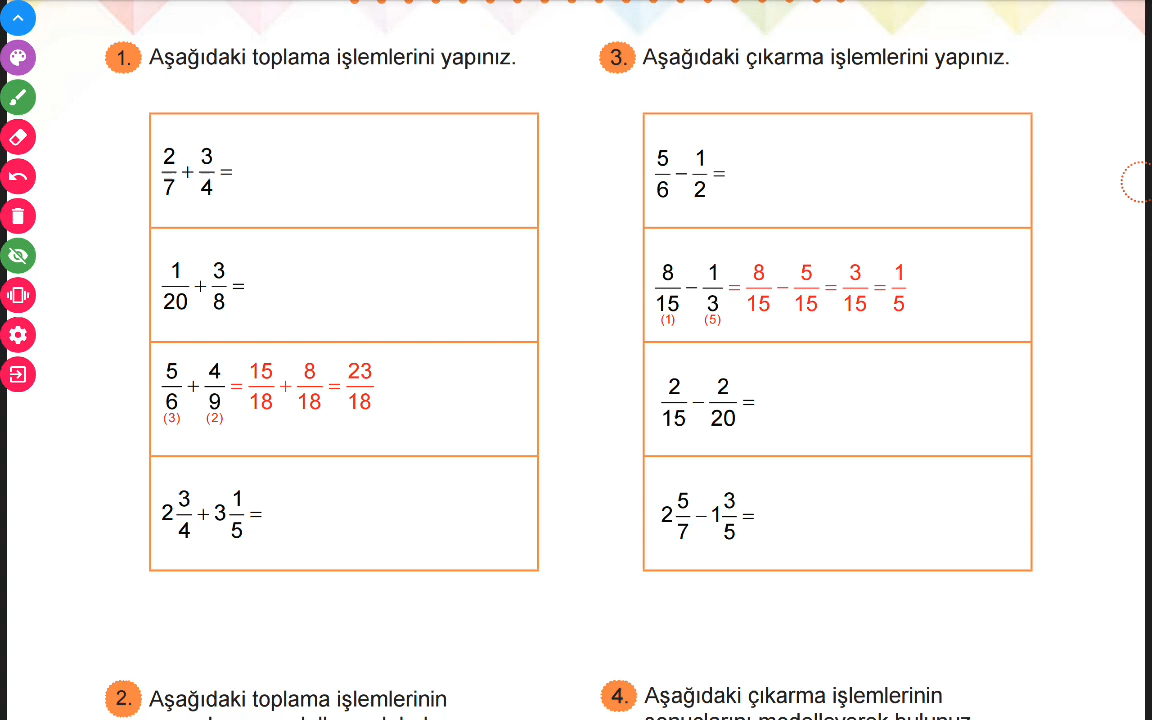 1. Aşağıdaki toplama işlemlerini yapınız.
2/7 + 3/4 =
1/20 + 3/8 =
5/6 + 4/9 = 15/18 + 8/18 = 23/18
(3) (2)
2 3/4 + 3 1/5 =
2. Aşağıdaki toplama işlemlerinin
3. Aşağıdaki çıkarma işlemlerini yapınız.
5/6 − 1/2 =
8/15 − 1/3 = 8/15 − 5/15 = 3/15 = 1/5
(1) (5)
2/15 − 2/20 =
2 5/7 − 1 3/5 =
4. Aşağıdaki çıkarma işlemlerinin
sonuçlarını modelleyerek bulunuz